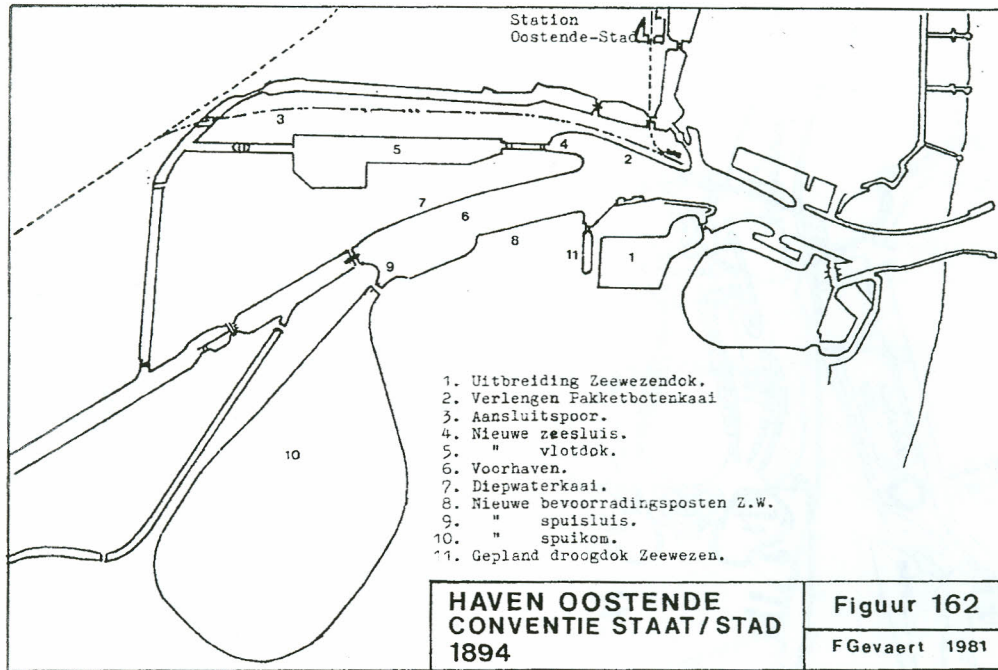 Station
Oostende-Stad
3
5
4
2
7
6
8
9
11
1
10
1. Uitbreiding Zeewezendok.
2. Verlengen Pakketbotenkaai
3. Aansluitspoor.
4. Nieuwe zeesluis.
5. " vlotdok.
6. Voorhaven.
7. Diepwaterkaai.
8. Nieuwe bevoorradingsposten Z.W.
9. " spuisluis.
10. " spuikom.
11. Gepland droogdok Zeewezen.
HAVEN OOSTENDE
CONVENTIE STAAT/STAD
1894
Figuur 162
F Gevaert 1981